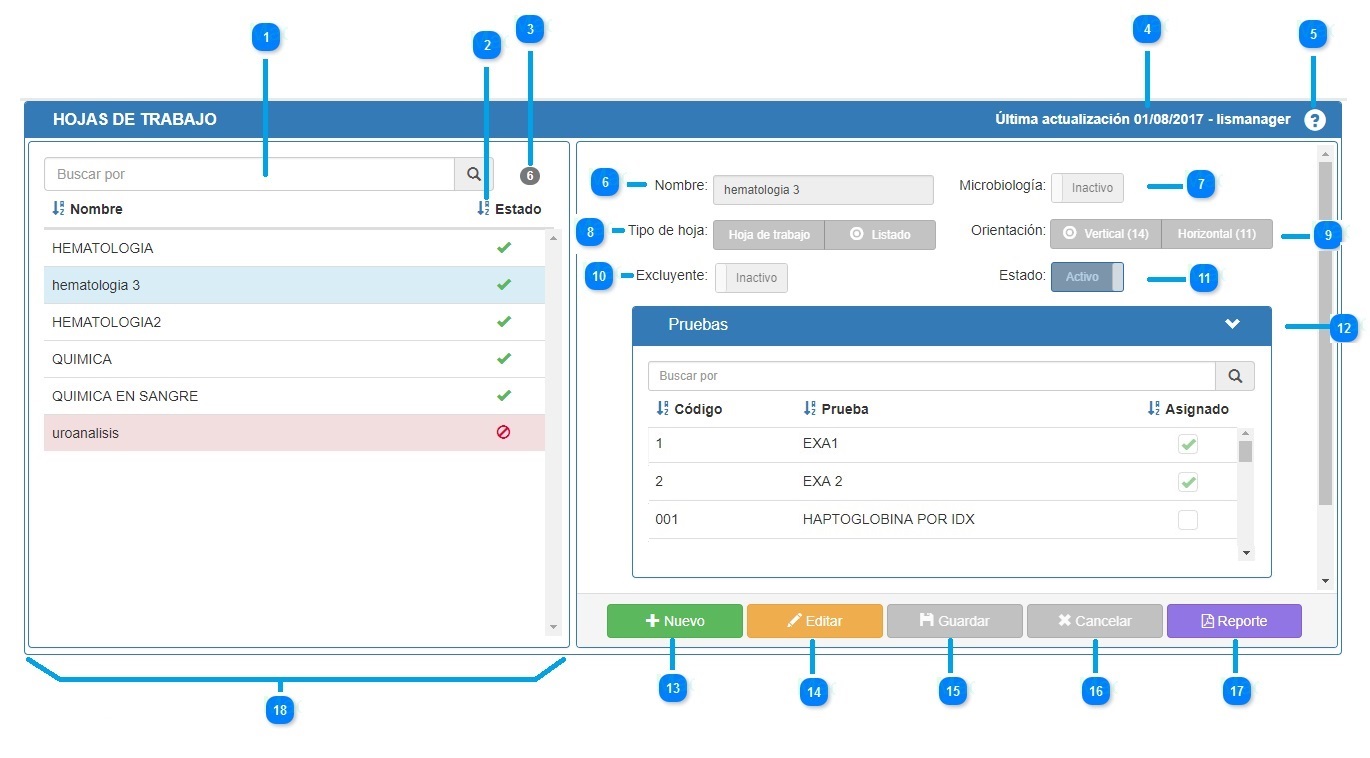 1
2
3
4
5
HOJAS DE TRABAJO
Última actualización 01/08/2017 - lismanager ?
Buscar por
6
Nombre
Estado
HEMATOLOGIA
hematologia 3
HEMATOLOGIA2
QUIMICA
QUIMICA EN SANGRE
uroanalisis
6
Nombre: hematologia 3
Microbiología: Inactivo
7
8
Tipo de hoja: Hoja de trabajo Listado
Orientación: Vertical (14) Horizontal (11)
9
10
Excluyente: Inactivo
Estado: Activo
11
Pruebas
12
Buscar por
Código Prueba Asignado
1 EXA1
2 EXA 2
001 HAPTOGLOBINA POR IDX
Nuevo Editar Guardar Cancelar Reporte
13
14
15
16
17
18